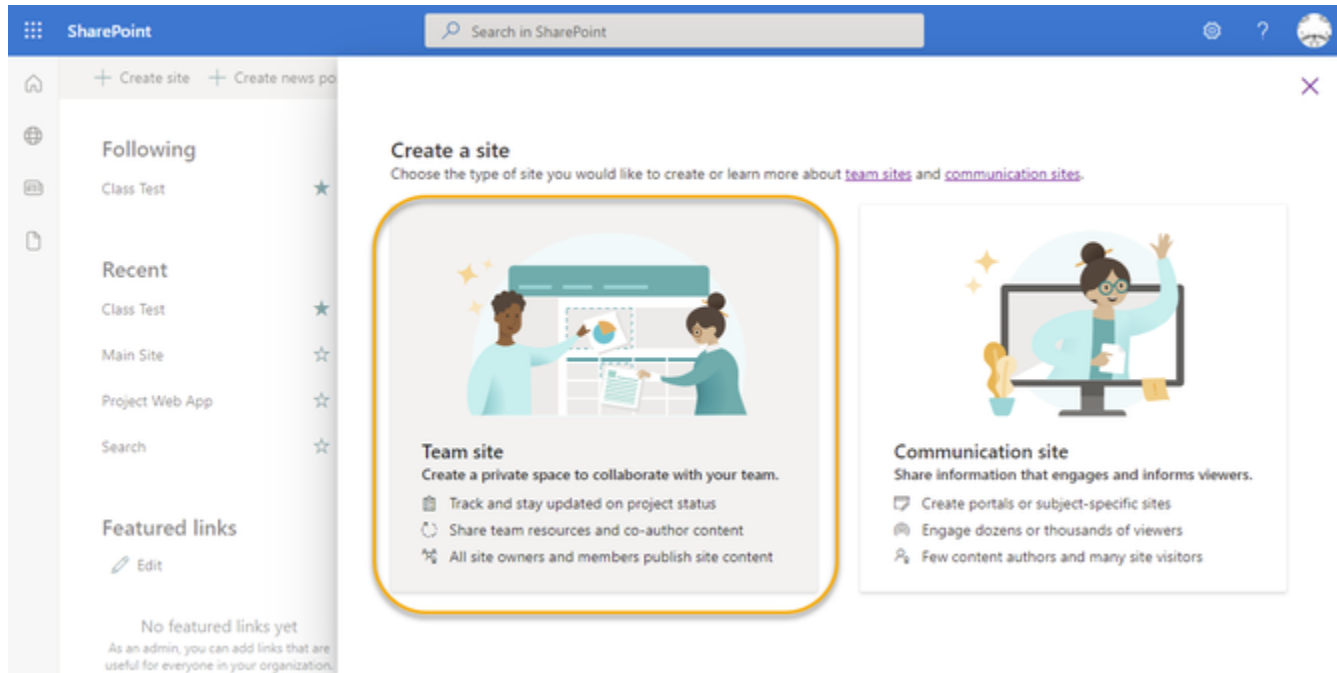 SharePoint
Search in SharePoint
?
Create site
Create news po
Following
Class Test
Recent
Class Test
Main Site
Project Web App
Search
Featured links
Edit
No featured links yet
As an admin, you can add links that are
useful for everyone in your organization.
Create a site
Choose the type of site you would like to create or learn more about team sites and communication sites.
Team site
Create a private space to collaborate with your team.
Track and stay updated on project status
Share team resources and co-author content
All site owners and members publish site content
Communication site
Share information that engages and informs viewers.
Create portals or subject-specific sites
Engage dozens or thousands of viewers
Few content authors and many site visitors